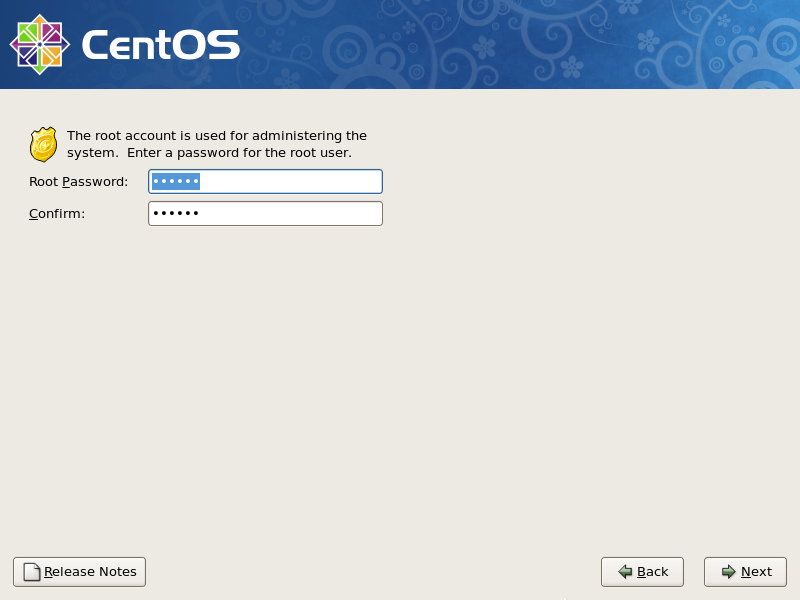 CentOS
The root account is used for administering the
system.  Enter a password for the root user.
Root Password: ••••••
Confirm: ••••••
Release Notes
Back
Next